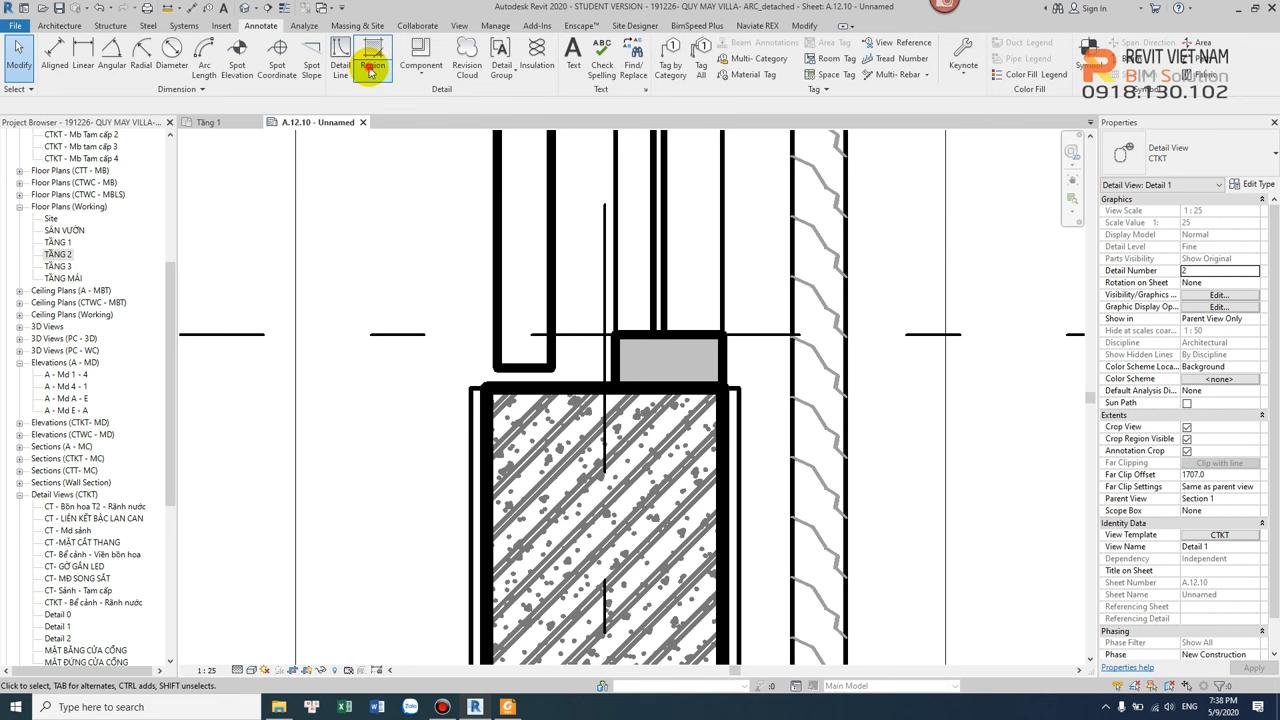 Autodesk Revit 2020 - STUDENT VERSION - 191226- QUY MAY VILLA- ARC_detached - Sheet: A.12.10 - Unnamed
Sign In
File Architecture Structure Steel Systems Insert Annotate Analyze Massing & Site Collaborate View Manage Add-Ins Enscape™ Site Designer BimSpeed Plus Naviate REX Modify
Modify Aligned Linear Angular Radial Diameter Arc Length Spot Elevation Spot Coordinate Spot Slope Detail Line Region Component Revision Cloud Detail Group Insulation Text Check Spelling Find/ Replace Tag by Category Tag All
Beam Annotations Area Tag View Reference
Multi- Category Room Tag Tread Number
Material Tag Space Tag Multi- Rebar
Keynote
Duct Legend
Pipe Legend
Color Fill Legend
Symbol
Span Direction Area
Select Dimension Detail Text Tag Color Fill
REVIT VIỆT NAM
BIM Solution
0918.130.102
Project Browser - 191226- QUY MAY VILLA-...
Tầng 1
A.12.10 - Unnamed
Properties
CTKT - Mb Tam cấp 2
CTKT - Mb tam cấp 3
CTKT - Mb tam cấp 4
Floor Plans (CTT - MB)
Floor Plans (CTWC - MB)
Floor Plans (CTWC - MBLS)
Floor Plans (Working)
Site
SÂN VƯỜN
TẦNG 1
TẦNG 2
TẦNG 3
TẦNG MÁI
Ceiling Plans (A - MBT)
Ceiling Plans (CTWC - MBT)
Ceiling Plans (Working)
3D Views
3D Views (PC - 3D)
3D Views (PC - WC)
Elevations (A - MD)
A - Md 1 - 4
A - Md 4 - 1
A - Md A - E
A - Md E - A
Elevations (CTKT- MD)
Elevations (CTWC - MD)
Sections (A - MC)
Sections (CTKT - MC)
Sections (CTT- MC)
Sections (Wall Section)
Detail Views (CTKT)
CT - Bồn hoa T2 - Rãnh nước
CT - LIÊN KẾT BẬC LAN CAN
CT - Md sảnh
CT -MẶT CẮT THANG
CT- Bể cảnh - Viền bồn hoa
CT- GỜ GẮN LED
CT- MĐ SONG SẮT
CT- Sảnh - Tam cấp
CTKT - Bể cảnh - Rãnh nước
Detail 0
Detail 1
Detail 2
MẶT BẰNG CỬA CỔNG
MẶT ĐỨNG CỬA CỔNG
Detail View
CTKT
Detail View: Detail 1
Edit Type
Graphics
View Scale 1 : 25
Scale Value 1: 25
Display Model Normal
Detail Level Fine
Parts Visibility Show Original
Detail Number 2
Rotation on Sheet None
Visibility/Graphics ... Edit...
Graphic Display Op... Edit...
Show in Parent View Only
Hide at scales coar... 1 : 50
Discipline Architectural
Show Hidden Lines By Discipline
Color Scheme Loca... Background
Color Scheme <none>
Default Analysis Di... None
Sun Path
Extents
Crop View
Crop Region Visible
Annotation Crop
Far Clipping Clip with line
Far Clip Offset 1707.0
Far Clip Settings Same as parent view
Parent View Section 1
Scope Box None
Identity Data
View Template CTKT
View Name Detail 1
Dependency Independent
Title on Sheet
Sheet Number A.12.10
Sheet Name Unnamed
Referencing Sheet
Referencing Detail
Phasing
Phase Filter Show All
Phase New Construction
Properties help
Apply
1 : 25
Click to select, TAB for alternates, CTRL adds, SHIFT unselects.
:0
Main Model
:0
Type here to search
ENG
7:38 PM
5/9/2020